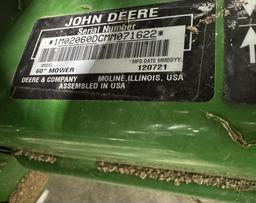 JOHN DEERE
Serial Number
*1M02060DCMM071622*
MODEL *MFG DATE MMDDYY
60" MOWER 120721
DEERE & COMPANY MOLINE, ILLINOIS, USA
ASSEMBLED IN USA